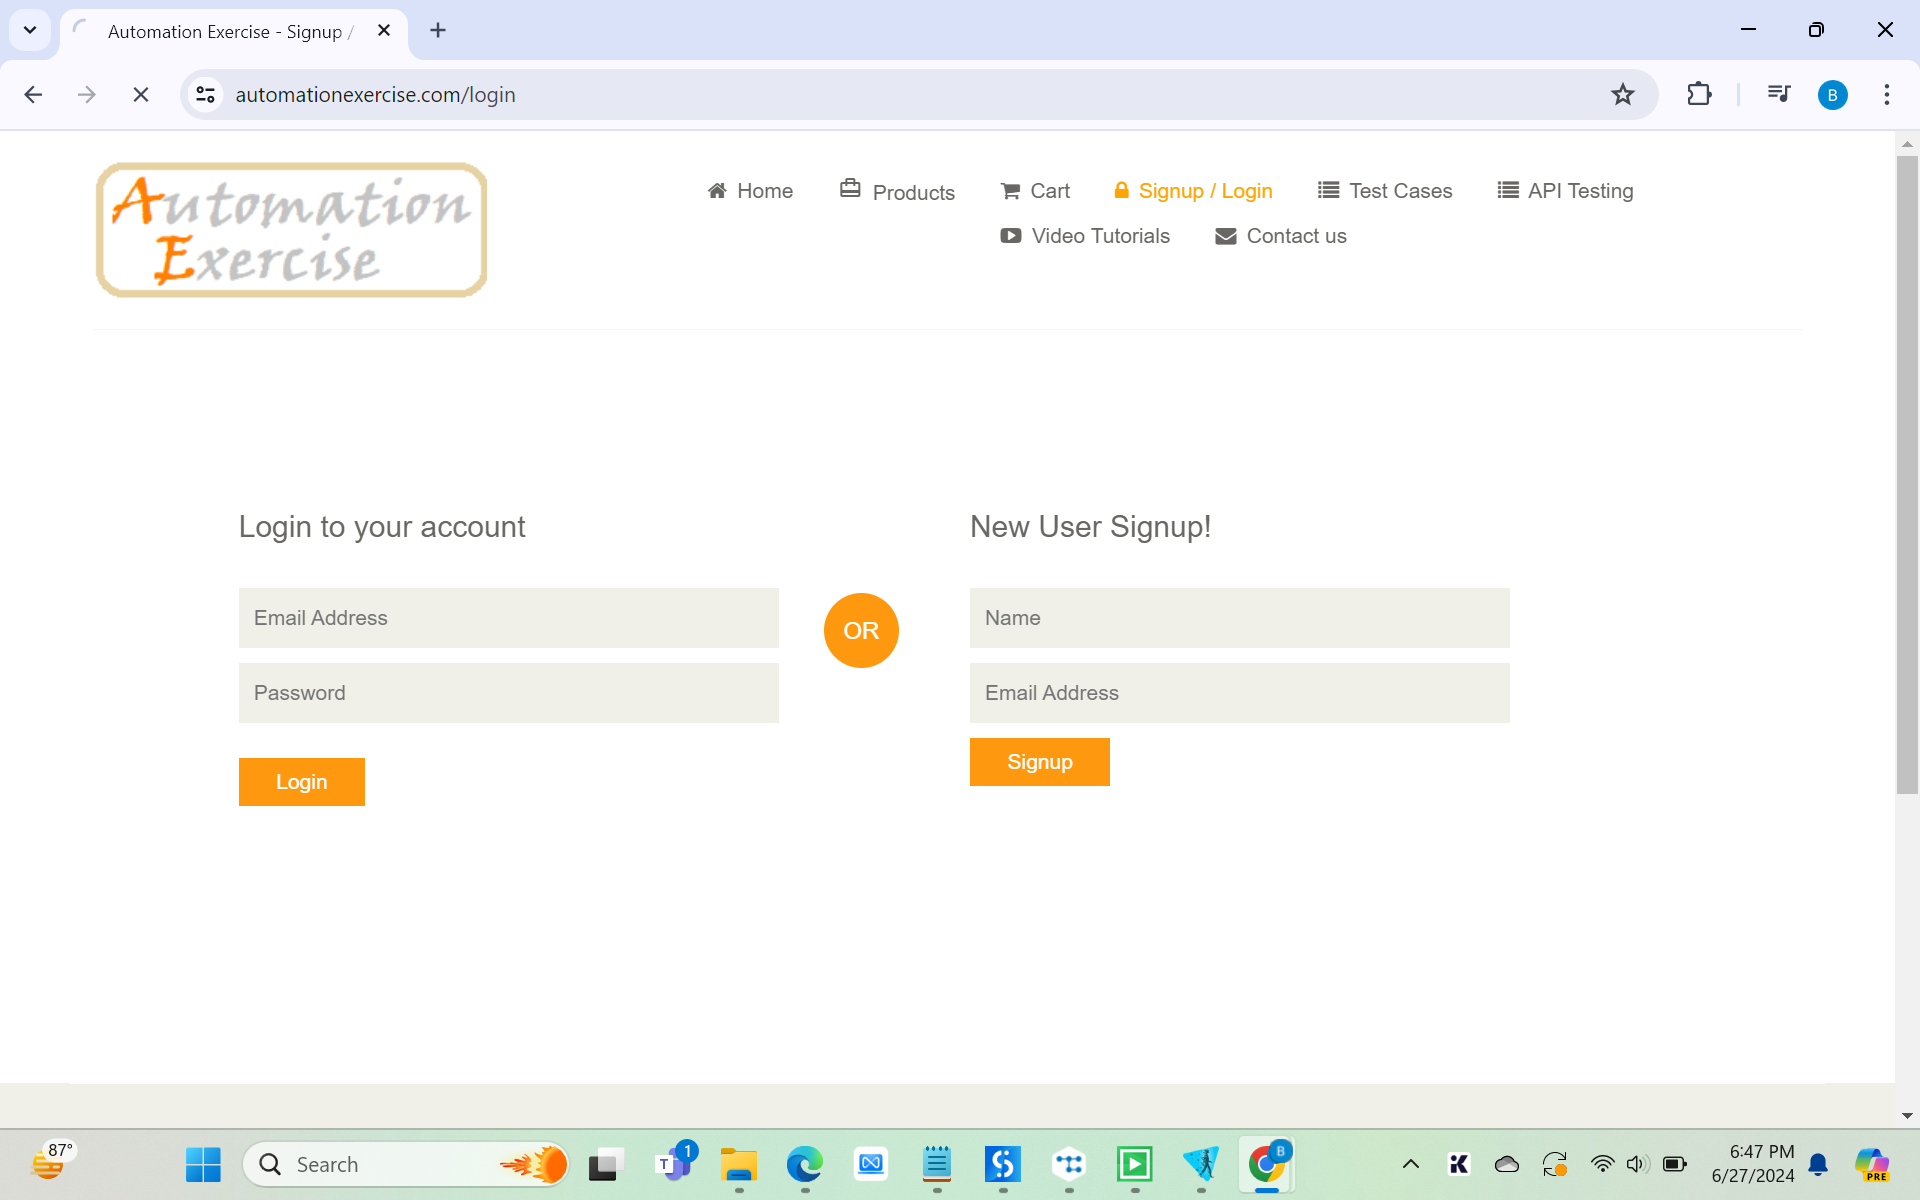 Automation Exercise - Signup /
automationexercise.com/login
B
Automation
Exercise
Home
Products
Cart
Signup / Login
Test Cases
API Testing
Video Tutorials
Contact us
Login to your account
New User Signup!
Email Address
OR
Name
Password
Email Address
Login
Signup
87°
Search
T
1
B
K
6:47 PM
6/27/2024
PRE